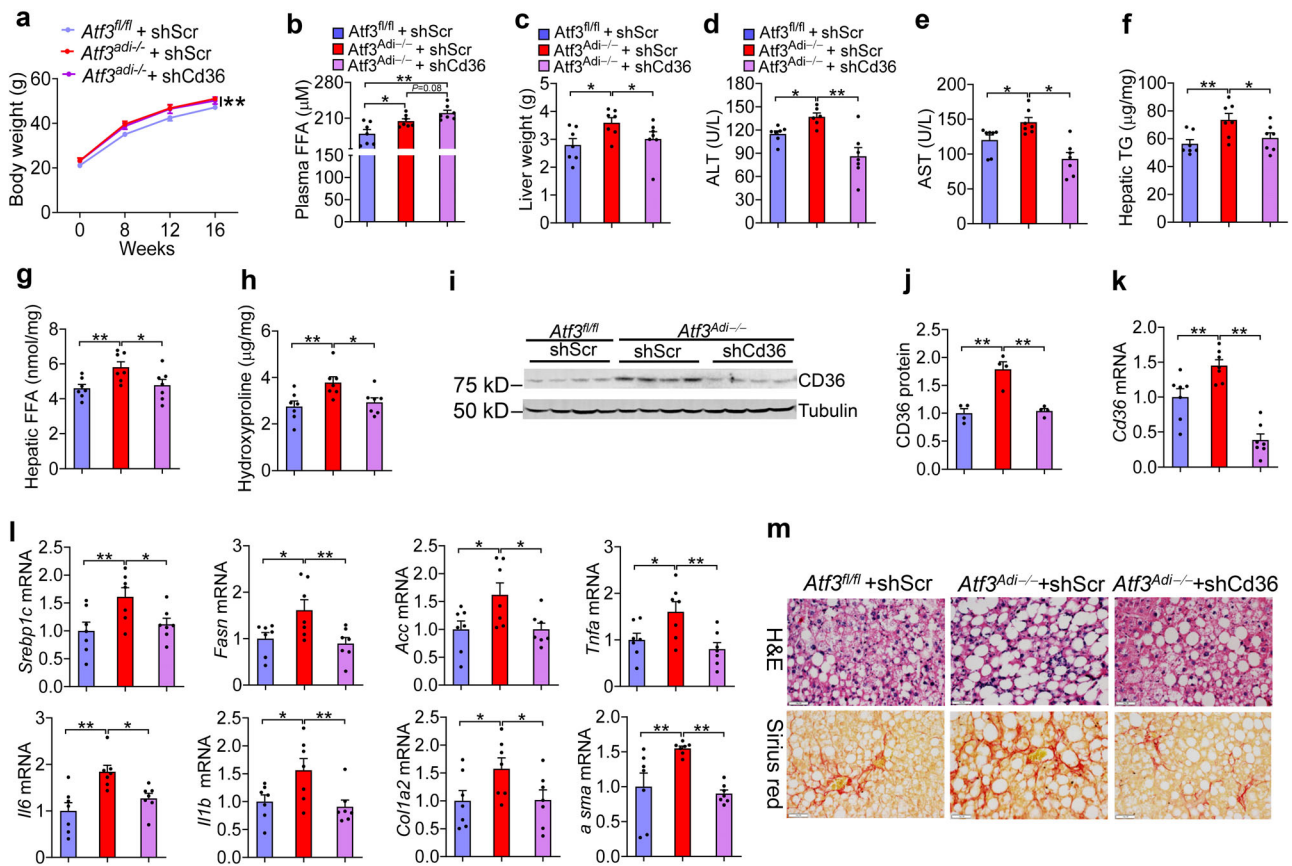 a
Atf3fl/fl + shScr
Atf3adi-/- + shScr
Atf3adi-/- + shCd36
Body weight (g)
60
40
20
0
**
0 8 12 16
Weeks
b
Atf3fl/fl + shScr
Atf3Adi−/− + shScr
Atf3Adi−/− + shCd36
Plasma FFA (μM)
278
246
214
182
150
100
50
0
**
*
P=0.08
c
Atf3fl/fl + shScr
Atf3Adi−/− + shScr
Atf3Adi−/− + shCd36
Liver weight (g)
5
4
3
2
1
0
* *
d
Atf3fl/fl + shScr
Atf3Adi−/− + shScr
Atf3Adi−/− + shCd36
ALT (U/L)
180
150
120
90
60
30
0
* **
e
AST (U/L)
200
150
100
50
0
* *
f
Hepatic TG (μg/mg)
100
80
60
40
20
0
** *
g
Hepatic FFA (nmol/mg)
10
8
6
4
2
0
** *
h
Hydroxyproline (μg/mg)
6
4
2
0
** *
i
Atf3fl/fl Atf3Adi−/−
shScr shScr shCd36
75 kD CD36
50 kD Tubulin
j
CD36 protein
2.5
2.0
1.5
1.0
0.5
0.0
** **
k
Cd36 mRNA
2.0
1.5
1.0
0.5
0.0
** **
l
Srebp1c mRNA
2.5
2.0
1.5
1.0
0.5
0.0
** *
Fasn mRNA
3
2
1
0
* **
Acc mRNA
2.5
2.0
1.5
1.0
0.5
0.0
* *
Tnfa mRNA
3
2
1
0
* **
Il6 mRNA
3
2
1
0
** *
Il1b mRNA
2.5
2.0
1.5
1.0
0.5
0.0
* **
Col1a2 mRNA
2.5
2.0
1.5
1.0
0.5
0.0
* *
a sma mRNA
2.0
1.5
1.0
0.5
0.0
** **
m
Atf3fl/fl +shScr Atf3Adi−/−+shScr Atf3Adi−/−+shCd36
H&E
Sirius red